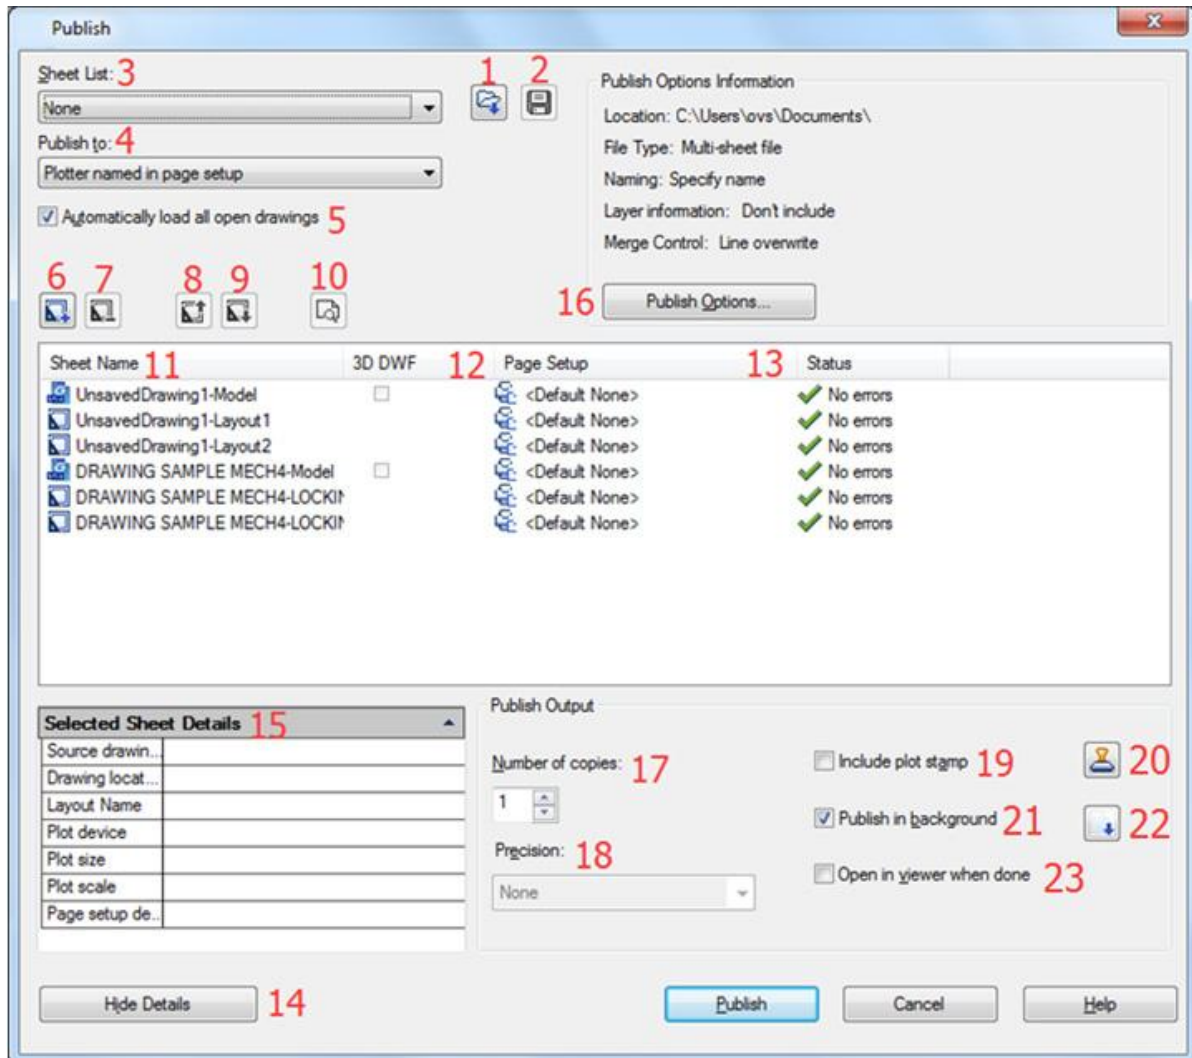 Publish
Sheet List: 3
None
1 2
Publish to: 4
Plotter named in page setup
Automatically load all open drawings 5
Publish Options Information
Location: C:\Users\ovs\Documents\
File Type: Multi-sheet file
Naming: Specify name
Layer information: Don't include
Merge Control: Line overwrite
16 Publish Options...
6 7 8 9 10
Sheet Name 11 3D DWF 12 Page Setup 13 Status
UnsavedDrawing1-Model <Default None> No errors
UnsavedDrawing1-Layout1 <Default None> No errors
UnsavedDrawing1-Layout2 <Default None> No errors
DRAWING SAMPLE MECH4-Model <Default None> No errors
DRAWING SAMPLE MECH4-LOCKIN <Default None> No errors
DRAWING SAMPLE MECH4-LOCKIN <Default None> No errors
Selected Sheet Details 15
Source drawin...
Drawing locat...
Layout Name
Plot device
Plot size
Plot scale
Page setup de...
Publish Output
Number of copies: 17
1
Precision: 18
None
Include plot stamp 19 20
Publish in background 21 22
Open in viewer when done 23
Hide Details 14
Publish Cancel Help